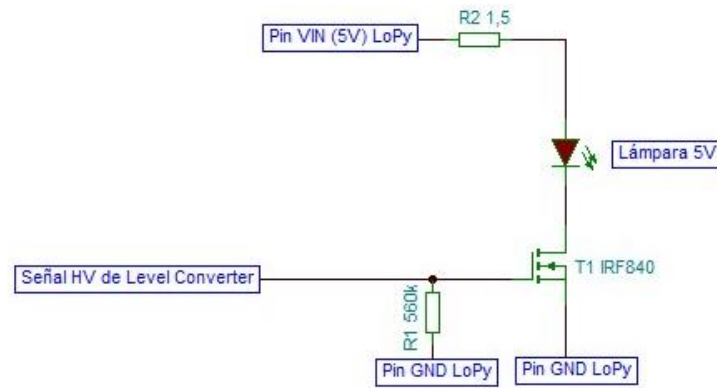 R2 1,5
Pin VIN (5V) LoPy
Lámpara 5V
Señal HV de Level Converter
T1 IRF840
R1 560k
Pin GND LoPy
Pin GND LoPy